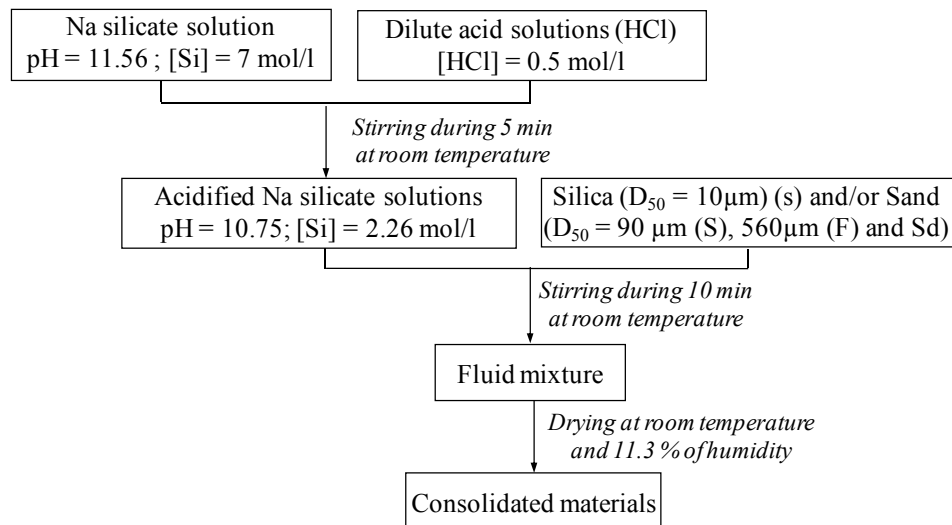 Na silicate solution
pH = 11.56 ; [Si] = 7 mol/l
Dilute acid solutions (HCl)
[HCl] = 0.5 mol/l
Stirring during 5 min
at room temperature
Acidified Na silicate solutions
pH = 10.75; [Si] = 2.26 mol/l
Silica (D₅₀ = 10µm) (s) and/or Sand
(D₅₀ = 90 µm (S), 560µm (F) and Sd)
Stirring during 10 min
at room temperature
Fluid mixture
Drying at room temperature
and 11.3 % of humidity
Consolidated materials